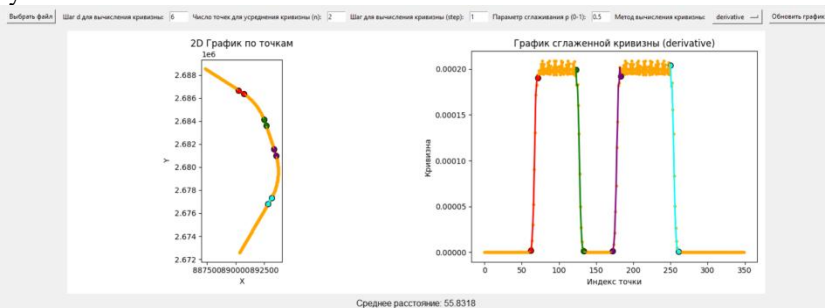 Выбрать файл Шаг d для вычисления кривизны: 6 Число точек для усреднения кривизны (n): 2 Шаг для вычисления кривизны (step): 1 Параметр сглаживания p (0-1): 0.5 Метод вычисления кривизны: derivative Обновить график
2D График по точкам
1e6
2.688
2.686
2.684
2.682
2.680
2.678
2.676
2.674
2.672
Y
887500 890000 892500
X
График сглаженной кривизны (derivative)
0.00020
0.00015
0.00010
0.00005
0.00000
Кривизна
0 50 100 150 200 250 300 350
Индекс точки
Среднее расстояние: 55.8318